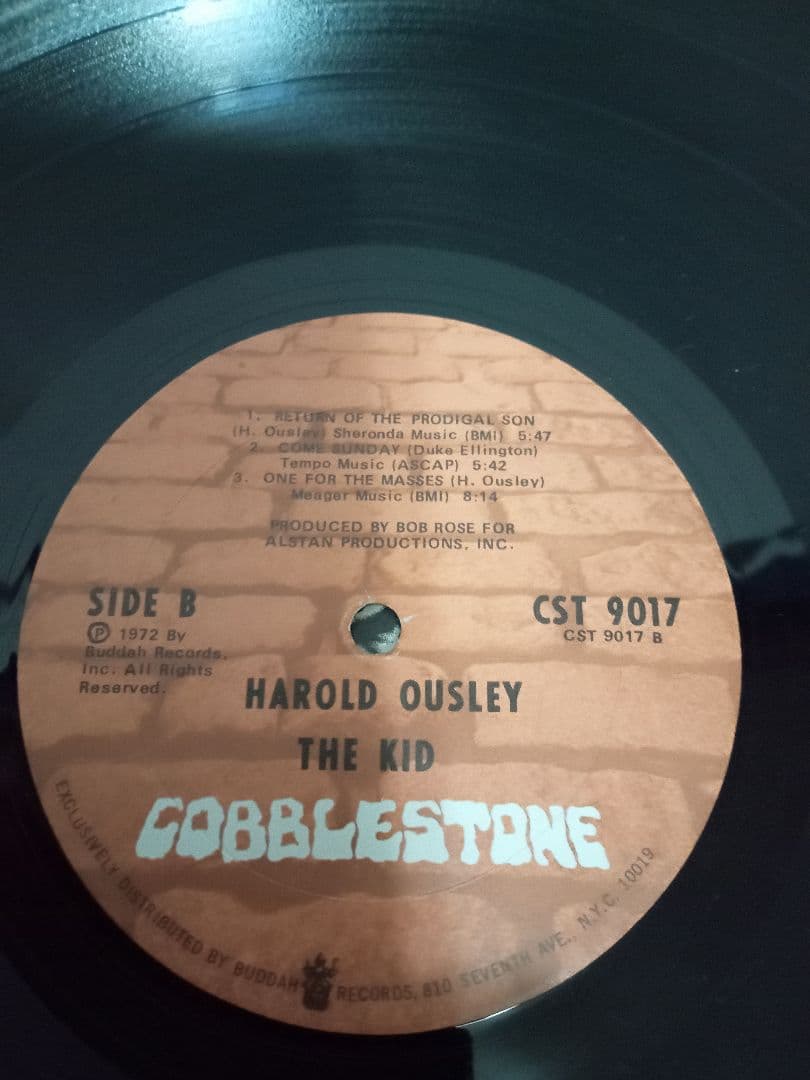 1. RETURN OF THE PRODIGAL SON
(H. Ousley) Sheronda Music (BMI) 5:47
2. COME SUNDAY (Duke Ellington)
Tempo Music (ASCAP) 5:42
3. ONE FOR THE MASSES (H. Ousley)
Meager Music (BMI) 8:14
PRODUCED BY BOB ROSE FOR
ALSTAN PRODUCTIONS, INC.
SIDE B
℗ 1972 By
Buddah Records,
Inc. All Rights
Reserved.
CST 9017
CST 9017 B
HAROLD OUSLEY
THE KID
COBBLESTONE
EXCLUSIVELY DISTRIBUTED BY BUDDAH RECORDS, 810 SEVENTH AVE., N.Y.C. 10019